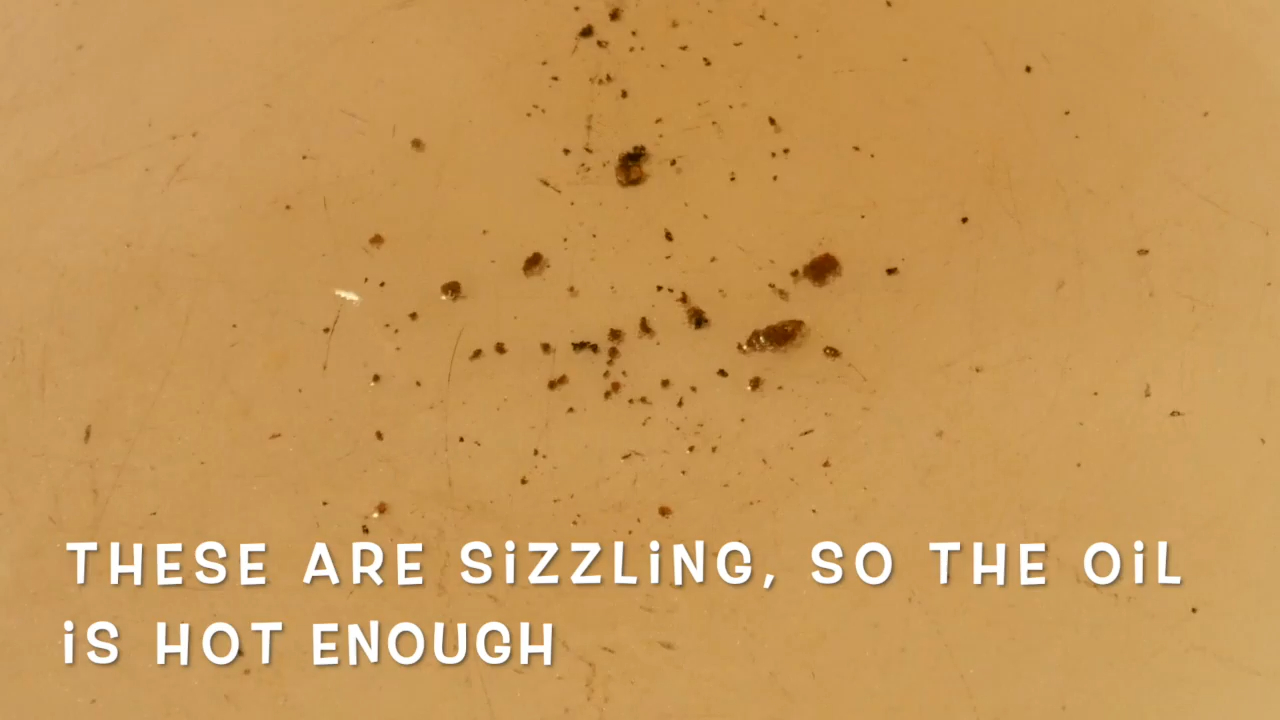 THESE ARE SiZZLiNG, SO THE OiL
iS HOT ENOUGH